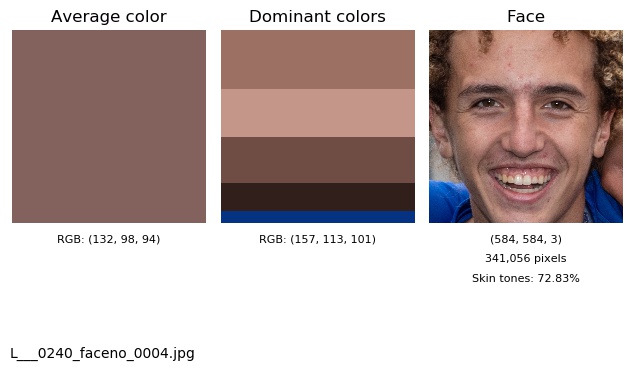 Average color
Dominant colors
Face
RGB: (132, 98, 94)
RGB: (157, 113, 101)
(584, 584, 3)
341,056 pixels
Skin tones: 72.83%
L___0240_faceno_0004.jpg